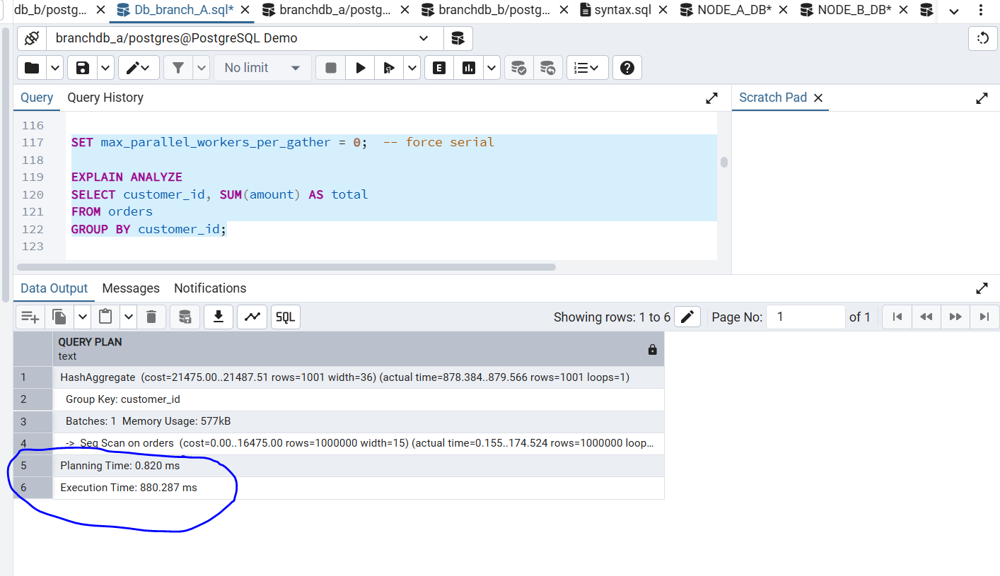 db_b/postg... Db_branch_A.sql* branchdb_a/postg... branchdb_b/postg... syntax.sql NODE_A_DB* NODE_B_DB*
branchdb_a/postgres@PostgreSQL Demo
No limit E
Query Query History Scratch Pad
116
117 SET max_parallel_workers_per_gather = 0;  -- force serial
118
119 EXPLAIN ANALYZE
120 SELECT customer_id, SUM(amount) AS total
121 FROM orders
122 GROUP BY customer_id;
123
Data Output Messages Notifications
SQL Showing rows: 1 to 6 Page No: 1 of 1
QUERY PLAN
text
1 HashAggregate (cost=21475.00..21487.51 rows=1001 width=36) (actual time=878.384..879.566 rows=1001 loops=1)
2 Group Key: customer_id
3 Batches: 1 Memory Usage: 577kB
4 -> Seq Scan on orders (cost=0.00..16475.00 rows=1000000 width=15) (actual time=0.155..174.524 rows=1000000 loop...
5 Planning Time: 0.820 ms
6 Execution Time: 880.287 ms